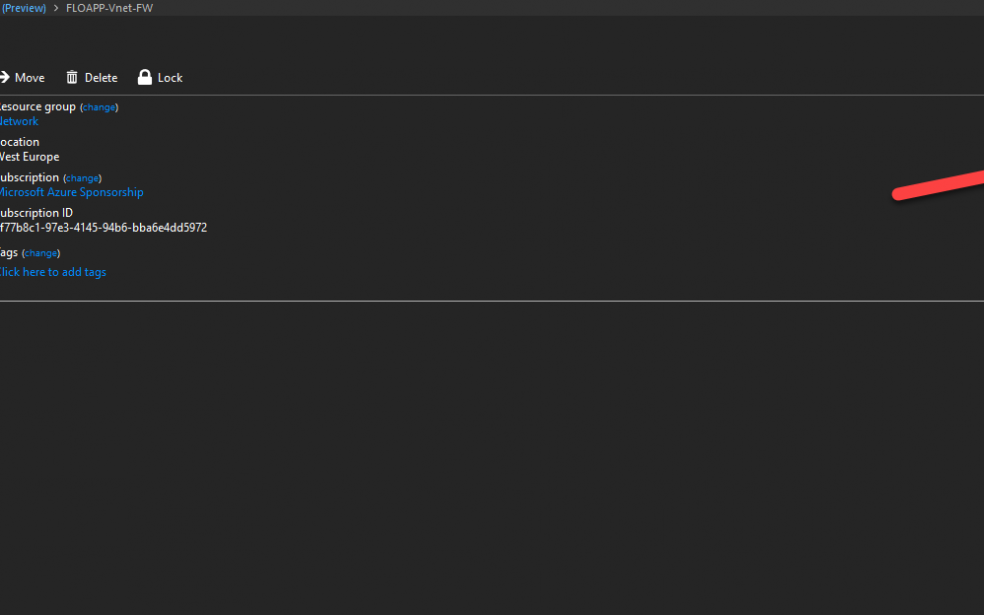 (Preview) > FLOAPP-Vnet-FW
Move Delete Lock
esource group (change)
Network
ocation
West Europe
ubscription (change)
Microsoft Azure Sponsorship
ubscription ID
f77b8c1-97e3-4145-94b6-bba6e4dd5972
ags (change)
Click here to add tags